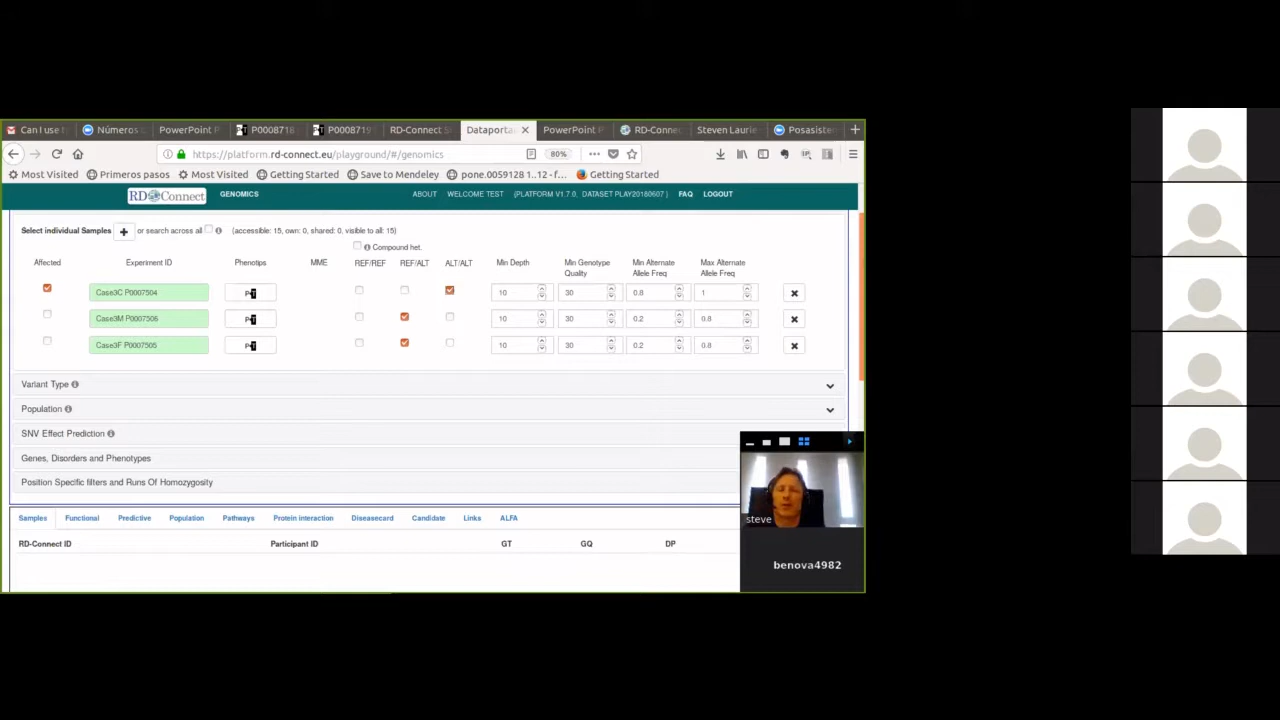 Can I use
Números
PowerPoint P
P0008718
P0008719
RD-Connect S
Dataporta
PowerPoint P
RD-Connec
Steven Laurie
Posasister
https://platform.rd-connect.eu/playground/#/genomics
80%
Most Visited
Primeros pasos
Most Visited
Getting Started
Save to Mendeley
pone.0059128 1..12 - f...
Getting Started
RD Connect
GENOMICS
ABOUT
WELCOME TEST
(PLATFORM V1.7.0, DATASET PLAY20180607 )
FAQ
LOGOUT
Select individual Samples + or search across all (accessible: 15, own: 0, shared: 0, visible to all: 15)
Compound het.
Affected Experiment ID Phenotips MME REF/REF REF/ALT ALT/ALT Min Depth Min Genotype Quality Min Alternate Allele Freq Max Alternate Allele Freq
Case3C P0007504 10 30 0.8 1
Case3M P0007506 10 30 0.2 0.8
Case3F P0007505 10 30 0.2 0.8
Variant Type
Population
SNV Effect Prediction
Genes, Disorders and Phenotypes
Position Specific filters and Runs Of Homozygosity
Samples Functional Predictive Population Pathways Protein interaction Diseasecard Candidate Links ALFA
RD-Connect ID Participant ID GT GQ DP
steve
benova4982